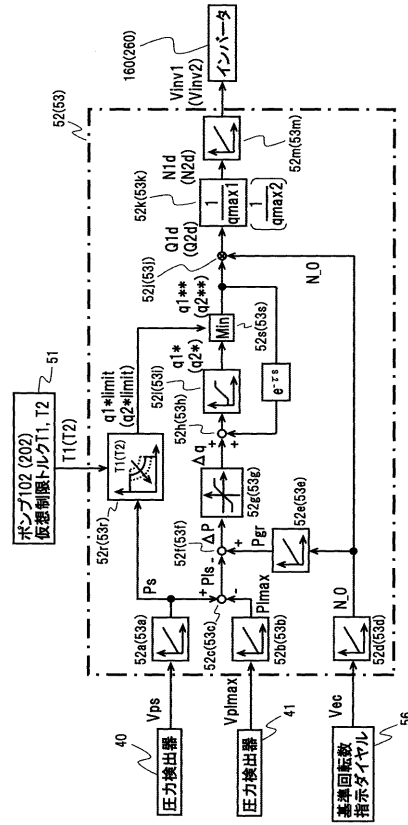 ポンプ102 (202)
仮想制限トルクT1, T2
51
T1(T2)
52(53)
40
圧力検出器
Vps
52a(53a)
Ps
52r(53r)
T1(T2)
q1*limit
(q2*limit)
41
圧力検出器
Vplmax
52b(53b)
Plmax
52c(53c)
+
-
Pls
-
+
52f(53f)
ΔP
52g(53g)
Δq
+
+
52h(53h)
52i(53i)
q1*
(q2*)
Min
52s(53s)
q1**
(q2**)
e-τs
52j(53j)
Q1d
(Q2d)
52k(53k)
1
qmax1
(1
qmax2)
N1d
(N2d)
52m(53m)
Vinv1
(Vinv2)
160(260)
インバータ
Pgr
52e(53e)
56
基準回転数
指示ダイヤル
Vec
52d(53d)
N_0
N_0